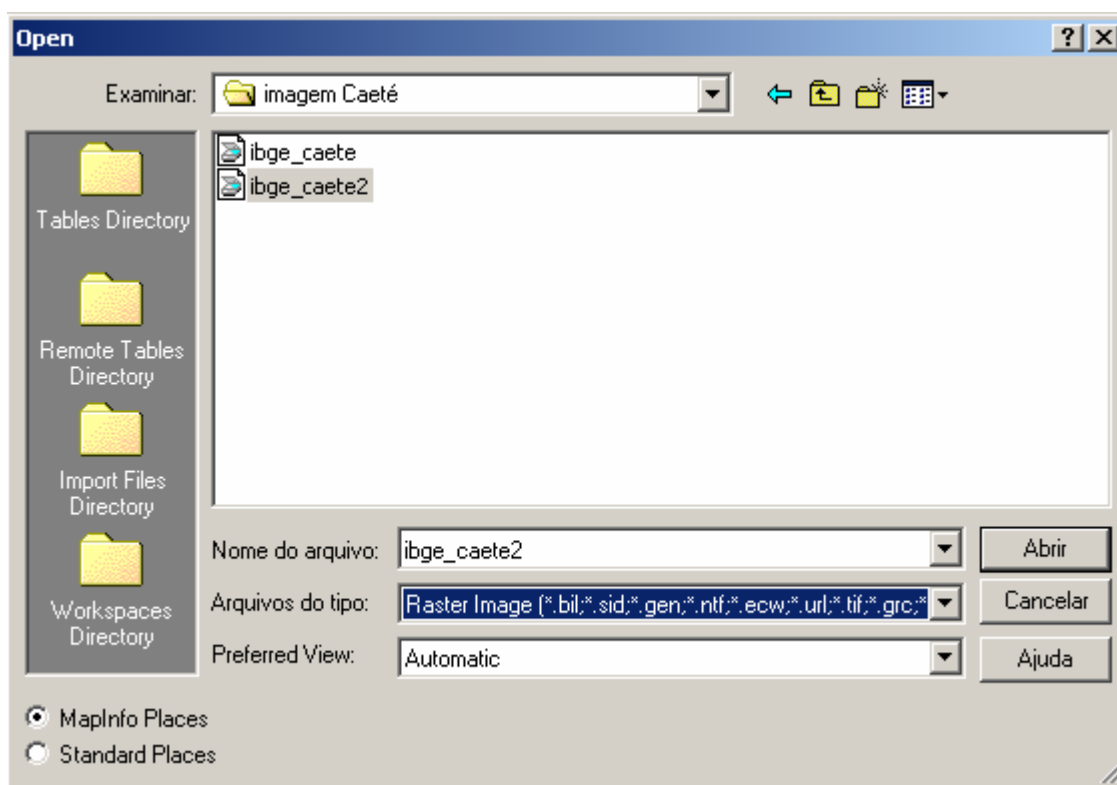 Open
Examinar:
imagem Caeté
ibge_caete
ibge_caete2
Tables Directory
Remote Tables
Directory
Import Files
Directory
Workspaces
Directory
Nome do arquivo:
ibge_caete2
Abrir
Arquivos do tipo:
Raster Image (*.bil;*.sid;*.gen;*.ntf;*.ecw;*.url;*.tif;*.grc;*
Cancelar
Preferred View:
Automatic
Ajuda
MapInfo Places
Standard Places